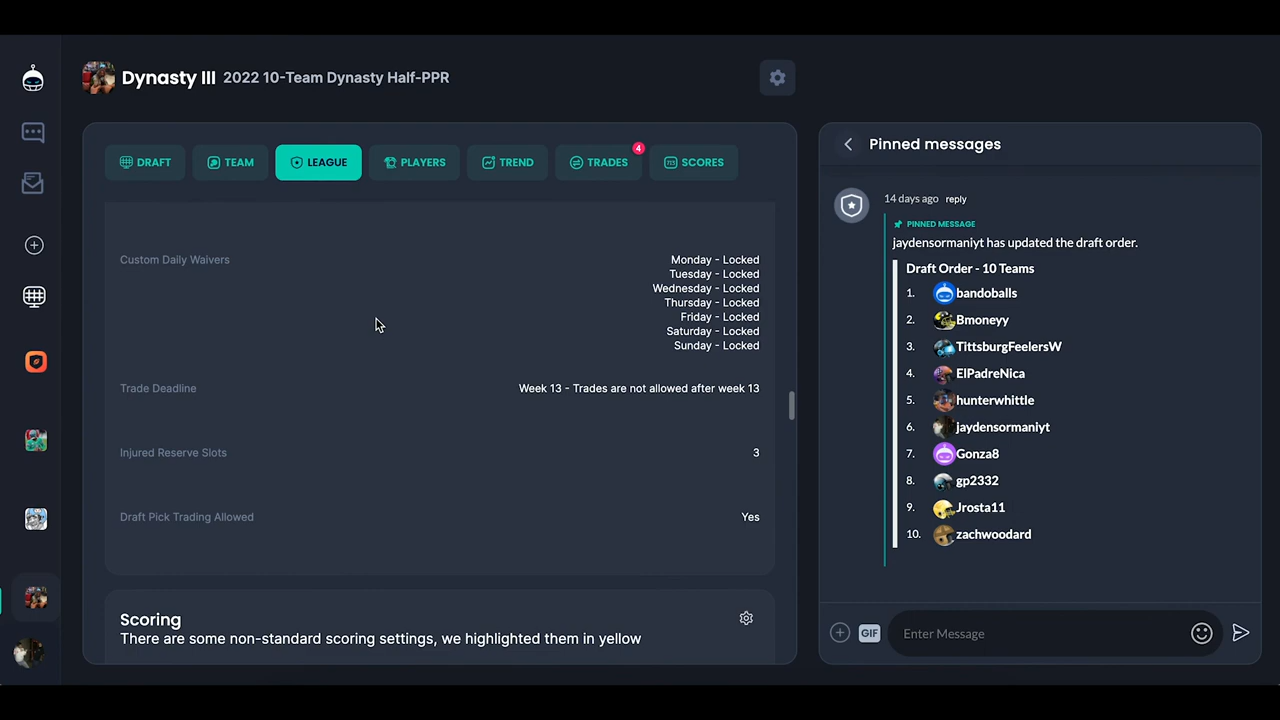 Dynasty III 2022 10-Team Dynasty Half-PPR
DRAFT
TEAM
LEAGUE
PLAYERS
TREND
TRADES
4
SCORES
Custom Daily Waivers
Monday - Locked
Tuesday - Locked
Wednesday - Locked
Thursday - Locked
Friday - Locked
Saturday - Locked
Sunday - Locked
Trade Deadline
Week 13 - Trades are not allowed after week 13
Injured Reserve Slots
3
Draft Pick Trading Allowed
Yes
Scoring
There are some non-standard scoring settings, we highlighted them in yellow
Pinned messages
14 days ago reply
PINNED MESSAGE
jaydensormaniyt has updated the draft order.
Draft Order - 10 Teams
1. bandoballs
2. Bmoneyy
3. TittsburgFeelersW
4. ElPadreNica
5. hunterwhittle
6. jaydensormaniyt
7. Gonza8
8. gp2332
9. Jrosta11
10. zachwoodard
GIF
Enter Message